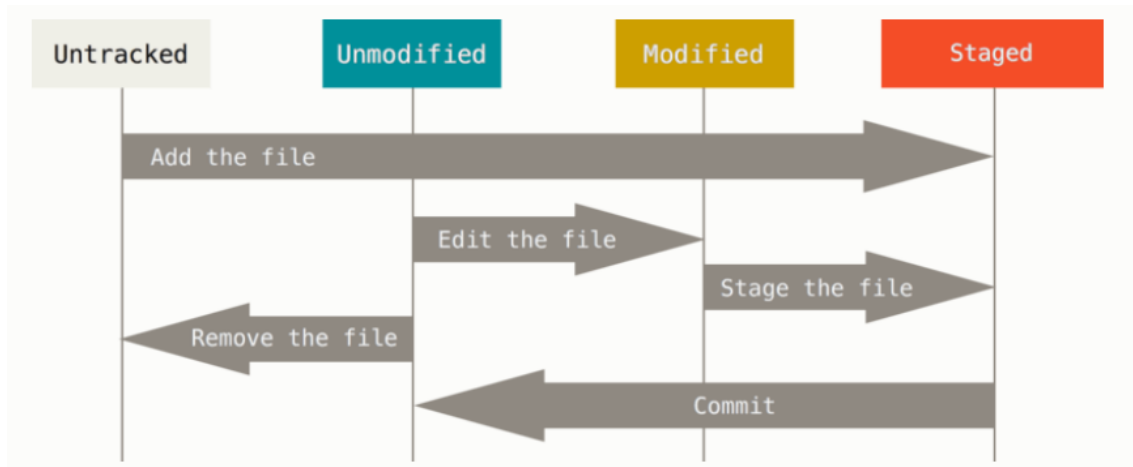 Untracked
Unmodified
Modified
Staged
Add the file
Edit the file
Stage the file
Remove the file
Commit